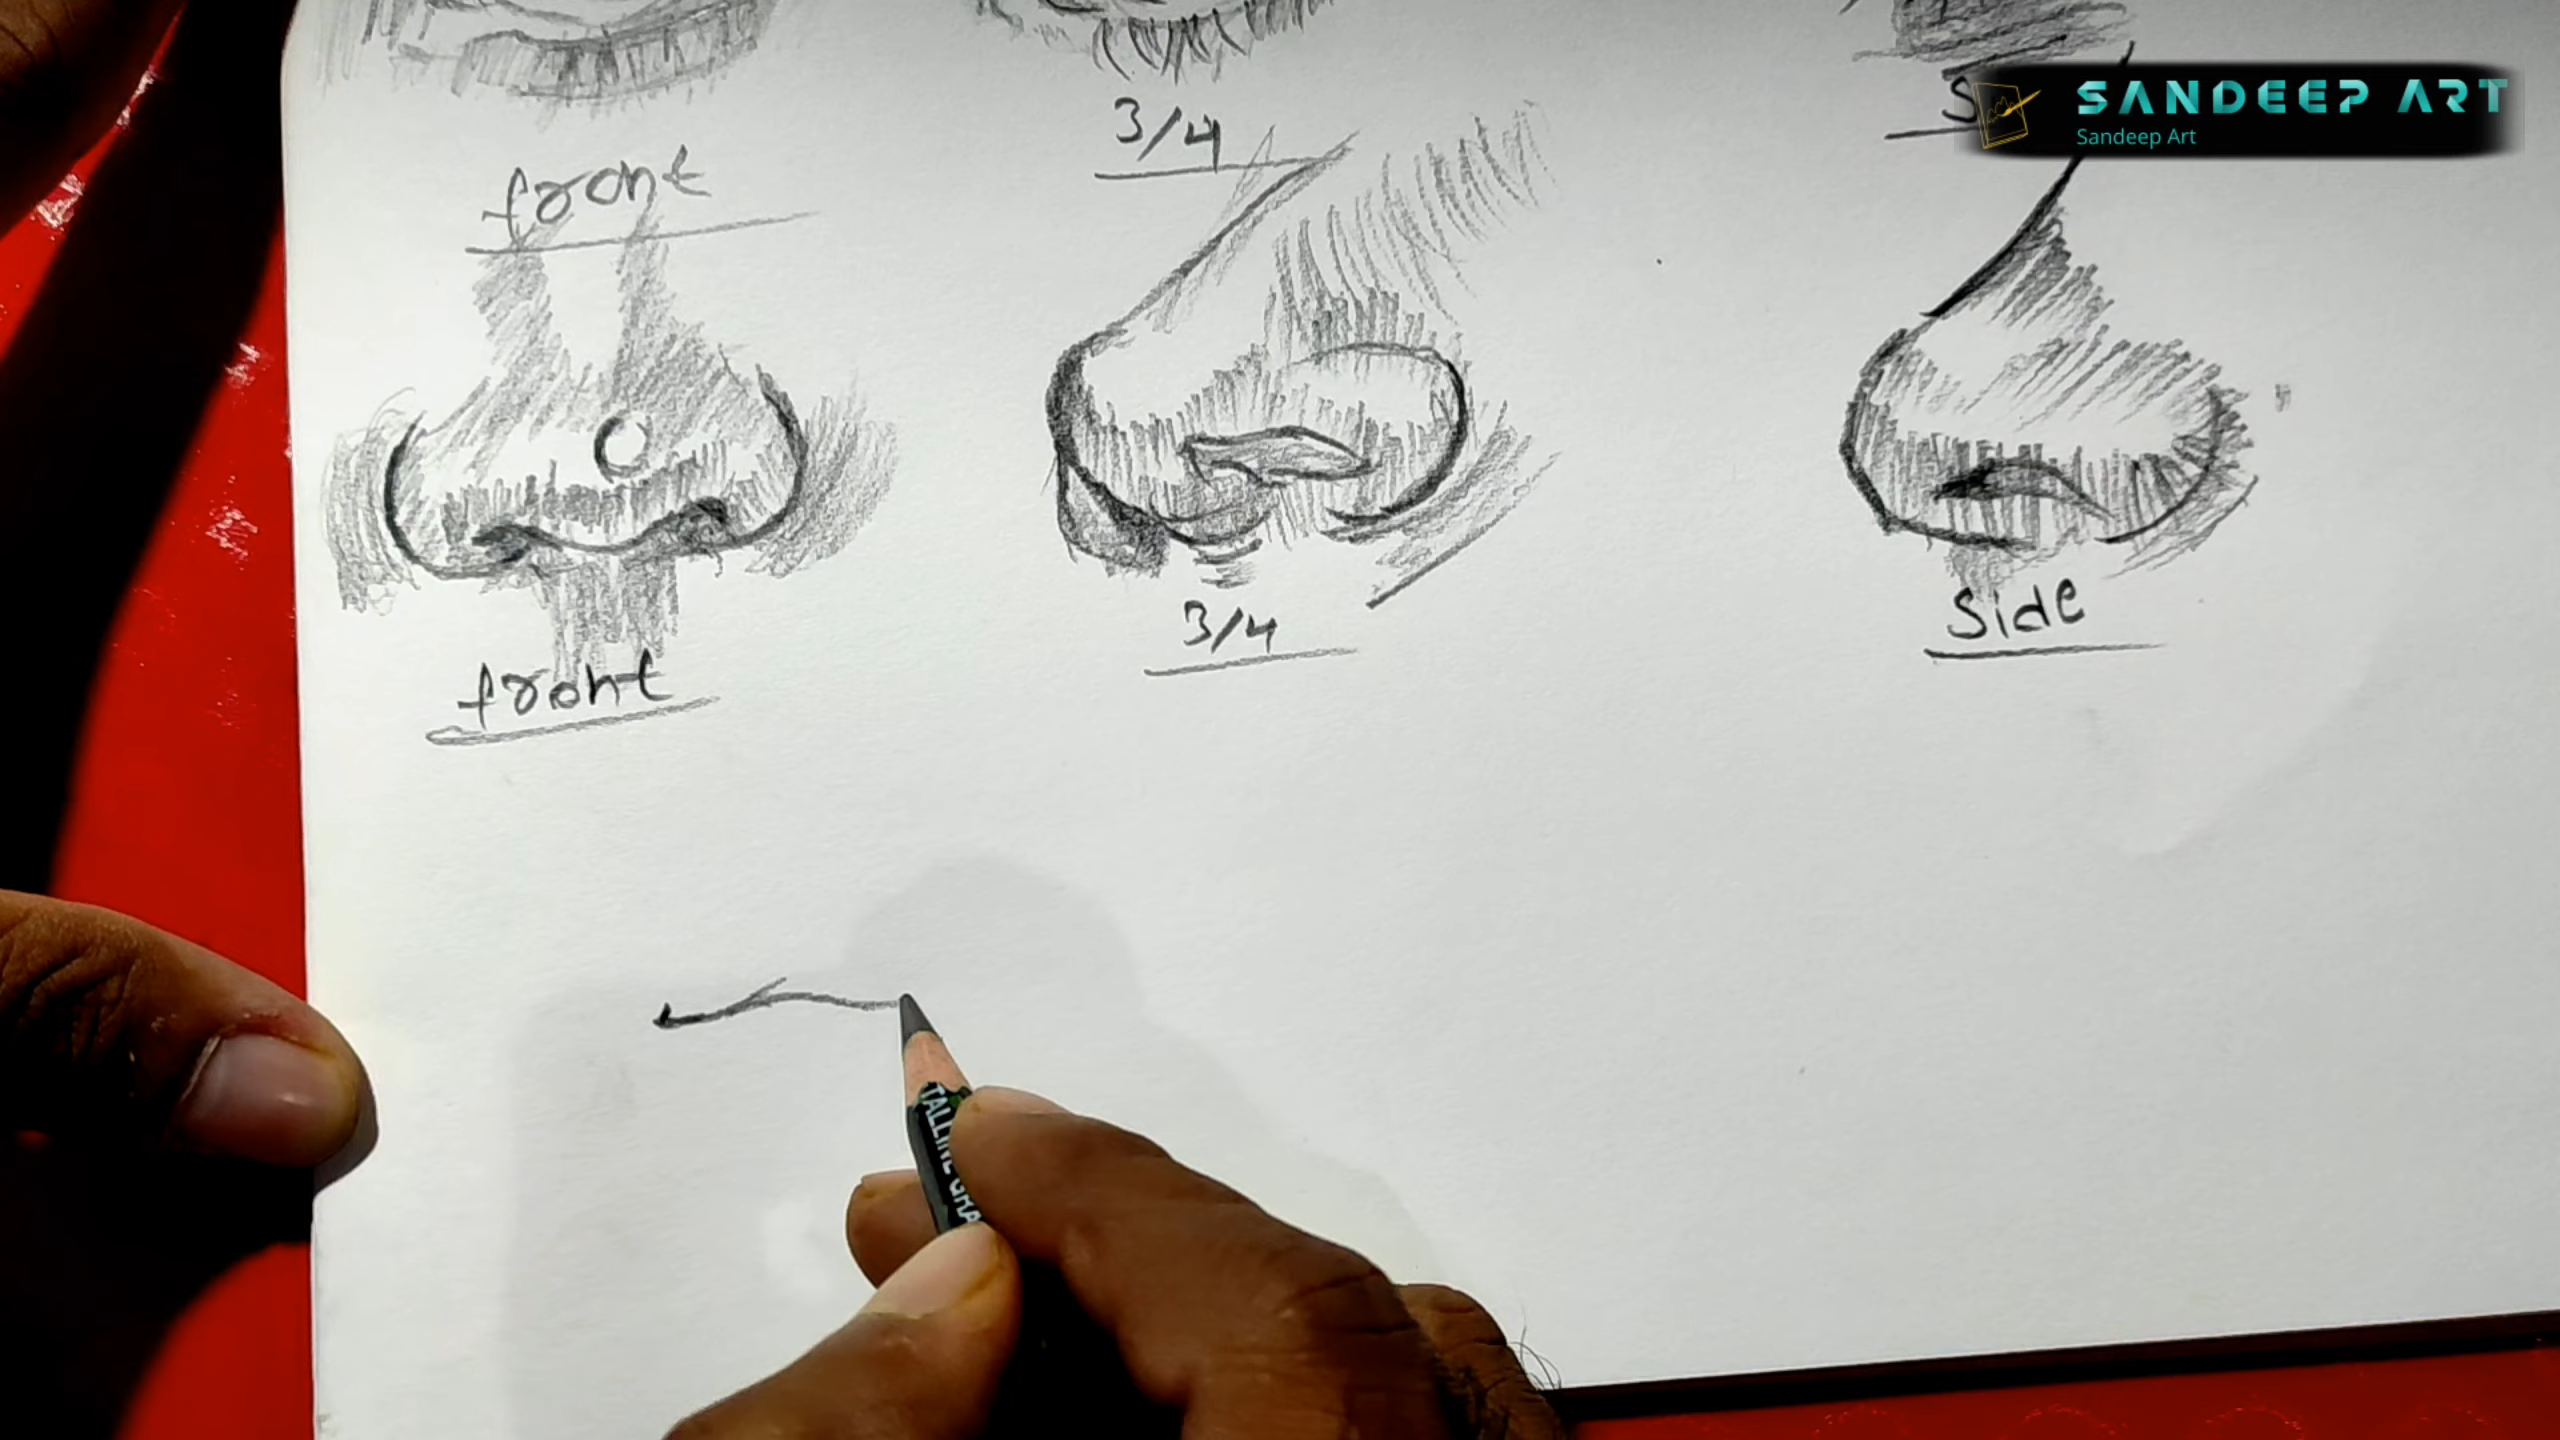 3/4
SANDEEP ART
Sandeep Art
front
3/4
Side
front